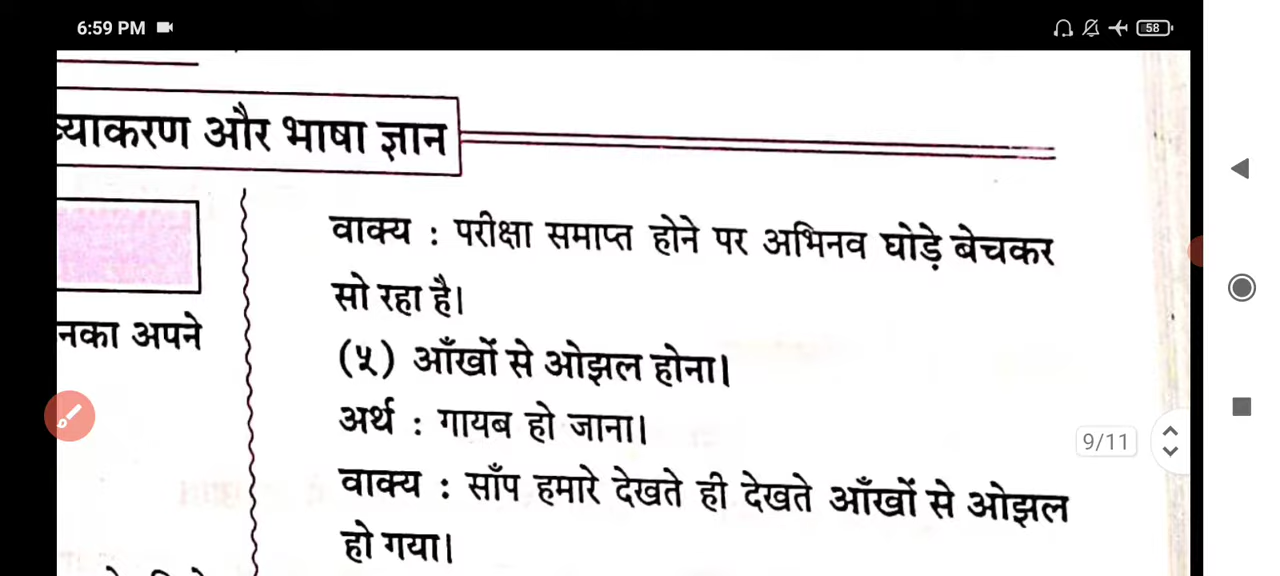 6:59 PM
58
व्याकरण और भाषा ज्ञान
वाक्य : परीक्षा समाप्त होने पर अभिनव घोड़े बेचकर
सो रहा है।
(५) आँखों से ओझल होना।
अर्थ : गायब हो जाना।
वाक्य : साँप हमारे देखते ही देखते आँखों से ओझल
हो गया।
अपने
9/11